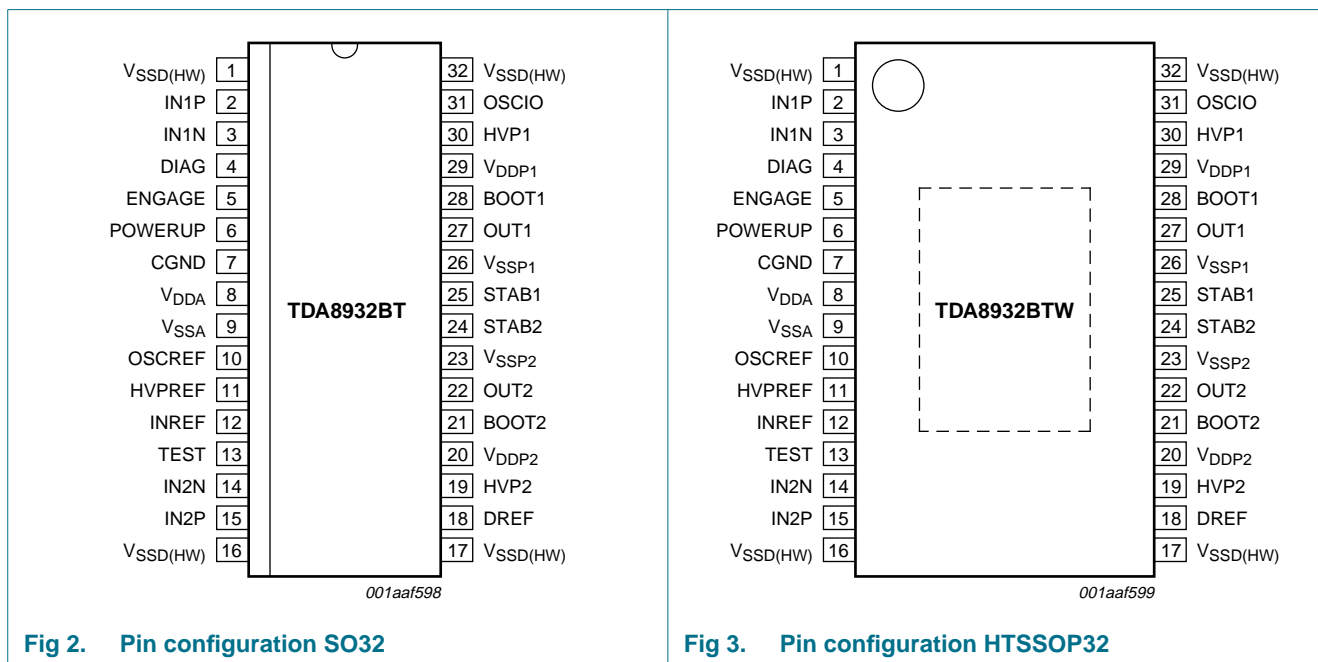 VSSD(HW) 1
IN1P 2
IN1N 3
DIAG 4
ENGAGE 5
POWERUP 6
CGND 7
VDDA 8
VSSA 9
OSCREF 10
HVPREF 11
INREF 12
TEST 13
IN2N 14
IN2P 15
VSSD(HW) 16
TDA8932BT
32 VSSD(HW)
31 OSCIO
30 HVP1
29 VDDP1
28 BOOT1
27 OUT1
26 VSSP1
25 STAB1
24 STAB2
23 VSSP2
22 OUT2
21 BOOT2
20 VDDP2
19 HVP2
18 DREF
17 VSSD(HW)
001aaf598
Fig 2. Pin configuration SO32
VSSD(HW) 1
IN1P 2
IN1N 3
DIAG 4
ENGAGE 5
POWERUP 6
CGND 7
VDDA 8
VSSA 9
OSCREF 10
HVPREF 11
INREF 12
TEST 13
IN2N 14
IN2P 15
VSSD(HW) 16
TDA8932BTW
32 VSSD(HW)
31 OSCIO
30 HVP1
29 VDDP1
28 BOOT1
27 OUT1
26 VSSP1
25 STAB1
24 STAB2
23 VSSP2
22 OUT2
21 BOOT2
20 VDDP2
19 HVP2
18 DREF
17 VSSD(HW)
001aaf599
Fig 3. Pin configuration HTSSOP32